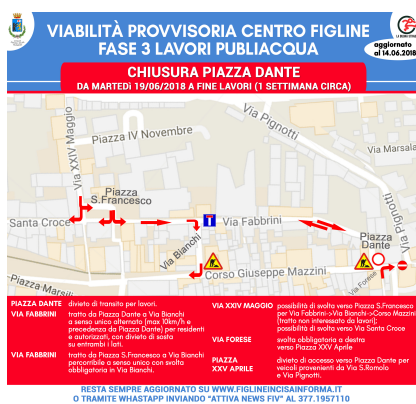 VIABILITÀ PROVVISORIA CENTRO FIGLINE
FASE 3 LAVORI PUBLIACQUA
aggiornato
al 14.06.2018
CHIUSURA PIAZZA DANTE
DA MARTEDÌ 19/06/2018 A FINE LAVORI (1 SETTIMANA CIRCA)
Via XXIV Maggio
Piazza IV Novembre
Via Pignotti
Via Marsala
Piazza
S.Francesco
Santa Croce
Via Fabbrini
Via Pignotti
Via Bianchi
Piazza
Dante
Corso Giuseppe Mazzini
Via Forese
Piazza Marsili
PIAZZA DANTE divieto di transito per lavori.
VIA FABBRINI tratto da Piazza Dante a Via Bianchi
a senso unico alternato (max 10km/h e
precedenza da Piazza Dante) per residenti
e autorizzati, con divieto di sosta
su entrambi i lati.
VIA FABBRINI tratto da Piazza S.Francesco a Via Bianchi
percorribile a senso unico con svolta
obbligatoria in Via Bianchi.
VIA XXIV MAGGIO possibilità di svolta verso Piazza S.Francesco
per Via Fabbrini->Via Bianchi->Corso Mazzini
(tratto non interessato da lavori);
possibilità di svolta verso Via Santa Croce
VIA FORESE svolta obbligatoria a destra
verso Piazza XXV Aprile
PIAZZA divieto di accesso verso Piazza Dante per
XXV APRILE veicoli provenienti da Via S.Romolo
e Via Pignotti.
RESTA SEMPRE AGGIORNATO SU WWW.FIGLINEINCISAINFORMA.IT
O TRAMITE WHASTAPP INVIANDO "ATTIVA NEWS FIV" AL 377.1957110